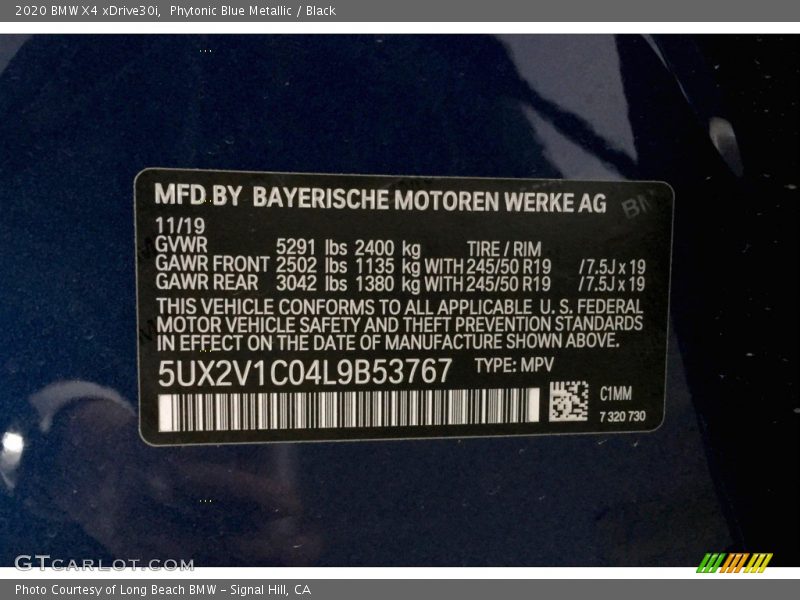 2020 BMW X4 xDrive30i, Phytonic Blue Metallic / Black
MFD BY BAYERISCHE MOTOREN WERKE AG
11/19
GVWR 5291 lbs 2400 kg TIRE / RIM
GAWR FRONT 2502 lbs 1135 kg WITH 245/50 R19 /7.5J x 19
GAWR REAR 3042 lbs 1380 kg WITH 245/50 R19 /7.5J x 19
THIS VEHICLE CONFORMS TO ALL APPLICABLE U. S. FEDERAL
MOTOR VEHICLE SAFETY AND THEFT PREVENTION STANDARDS
IN EFFECT ON THE DATE OF MANUFACTURE SHOWN ABOVE.
5UX2V1C04L9B53767 TYPE: MPV
C1MM
7 320 730
GTCARLOT.COM
Photo Courtesy of Long Beach BMW - Signal Hill, CA